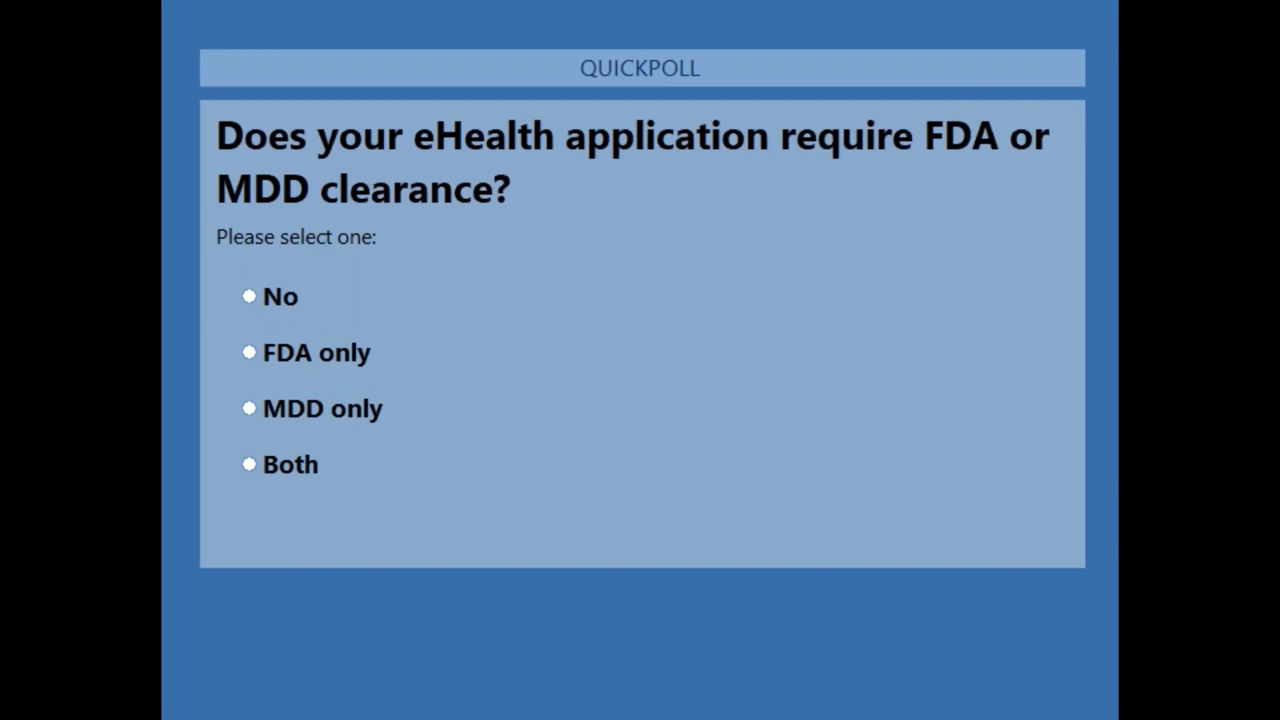 QUICKPOLL
Does your eHealth application require FDA or
MDD clearance?
Please select one:
No
FDA only
MDD only
Both